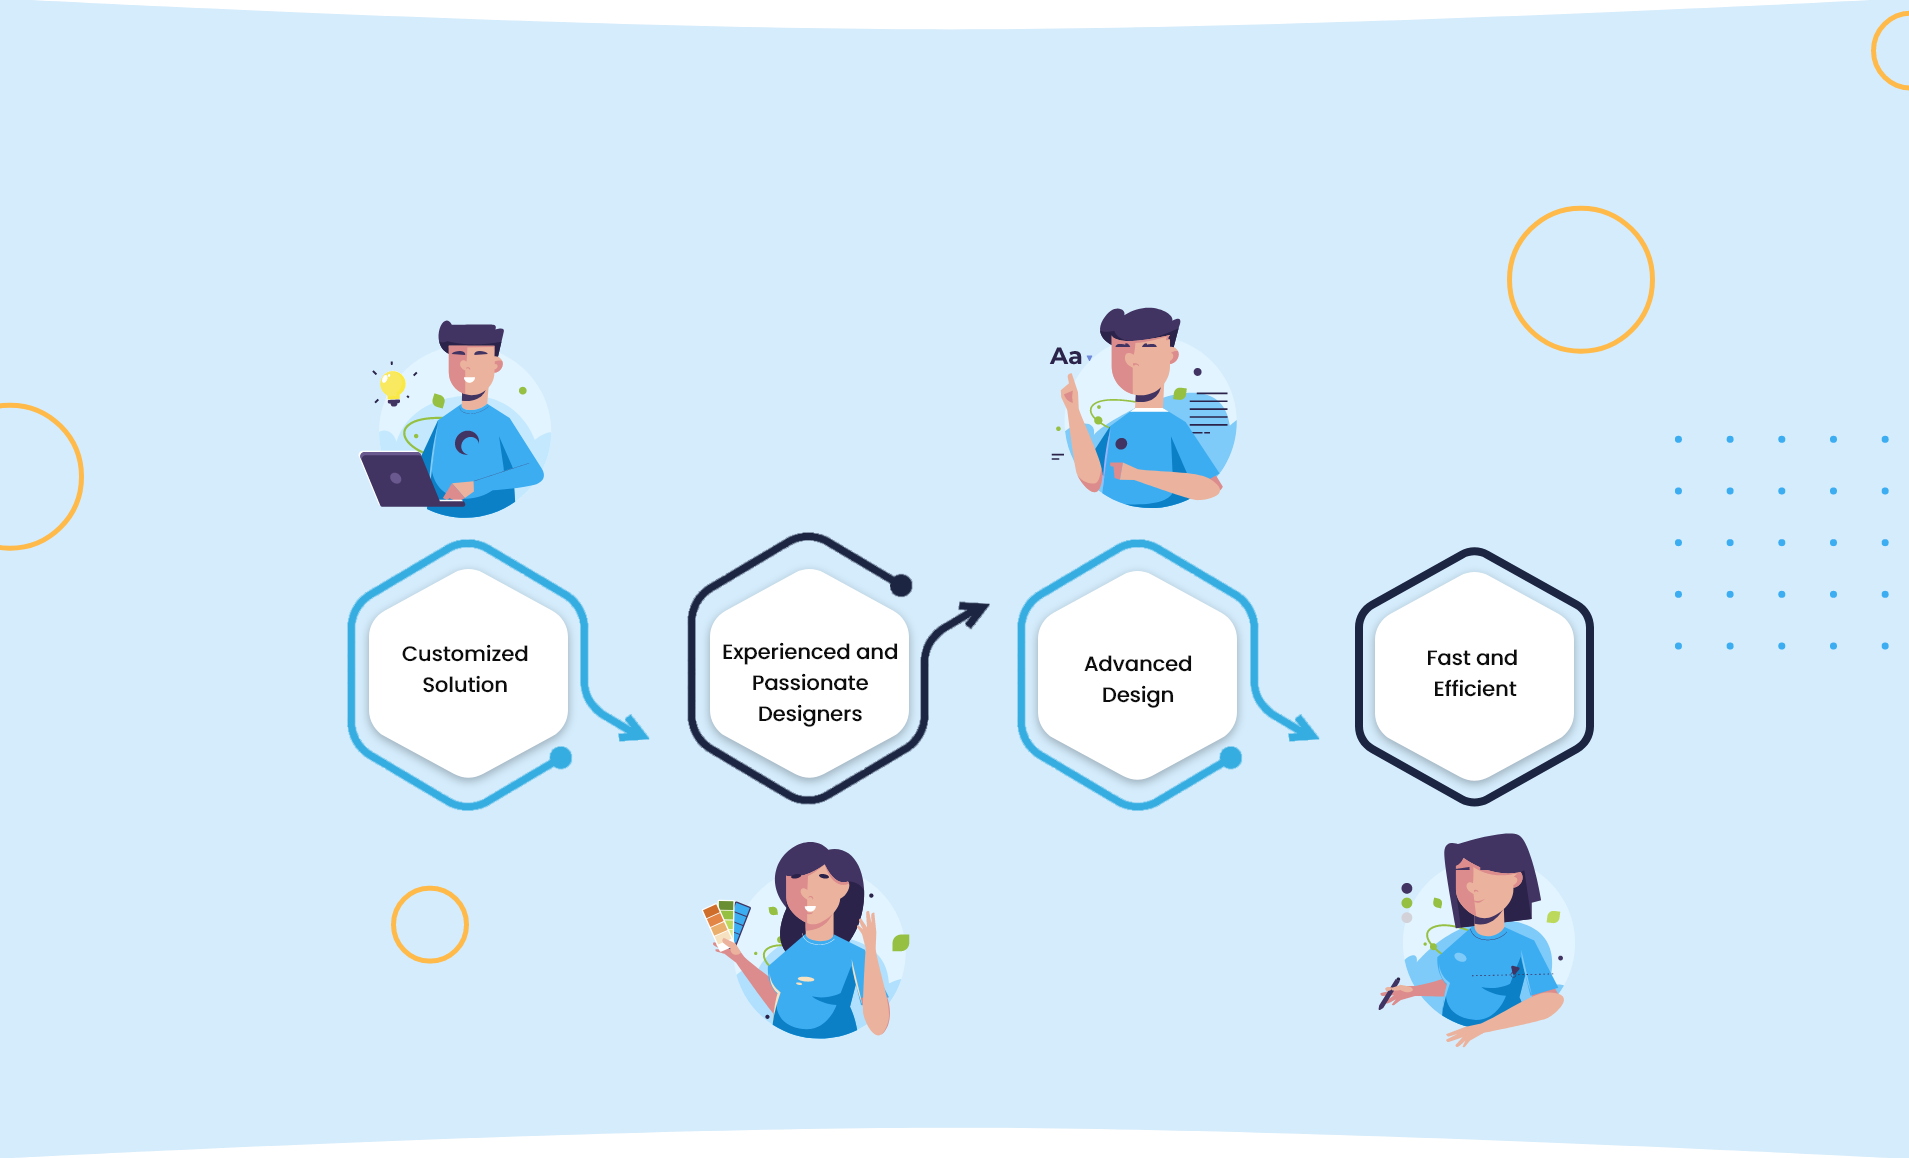 Aa
Customized
Solution
Experienced and
Passionate
Designers
Advanced
Design
Fast and
Efficient